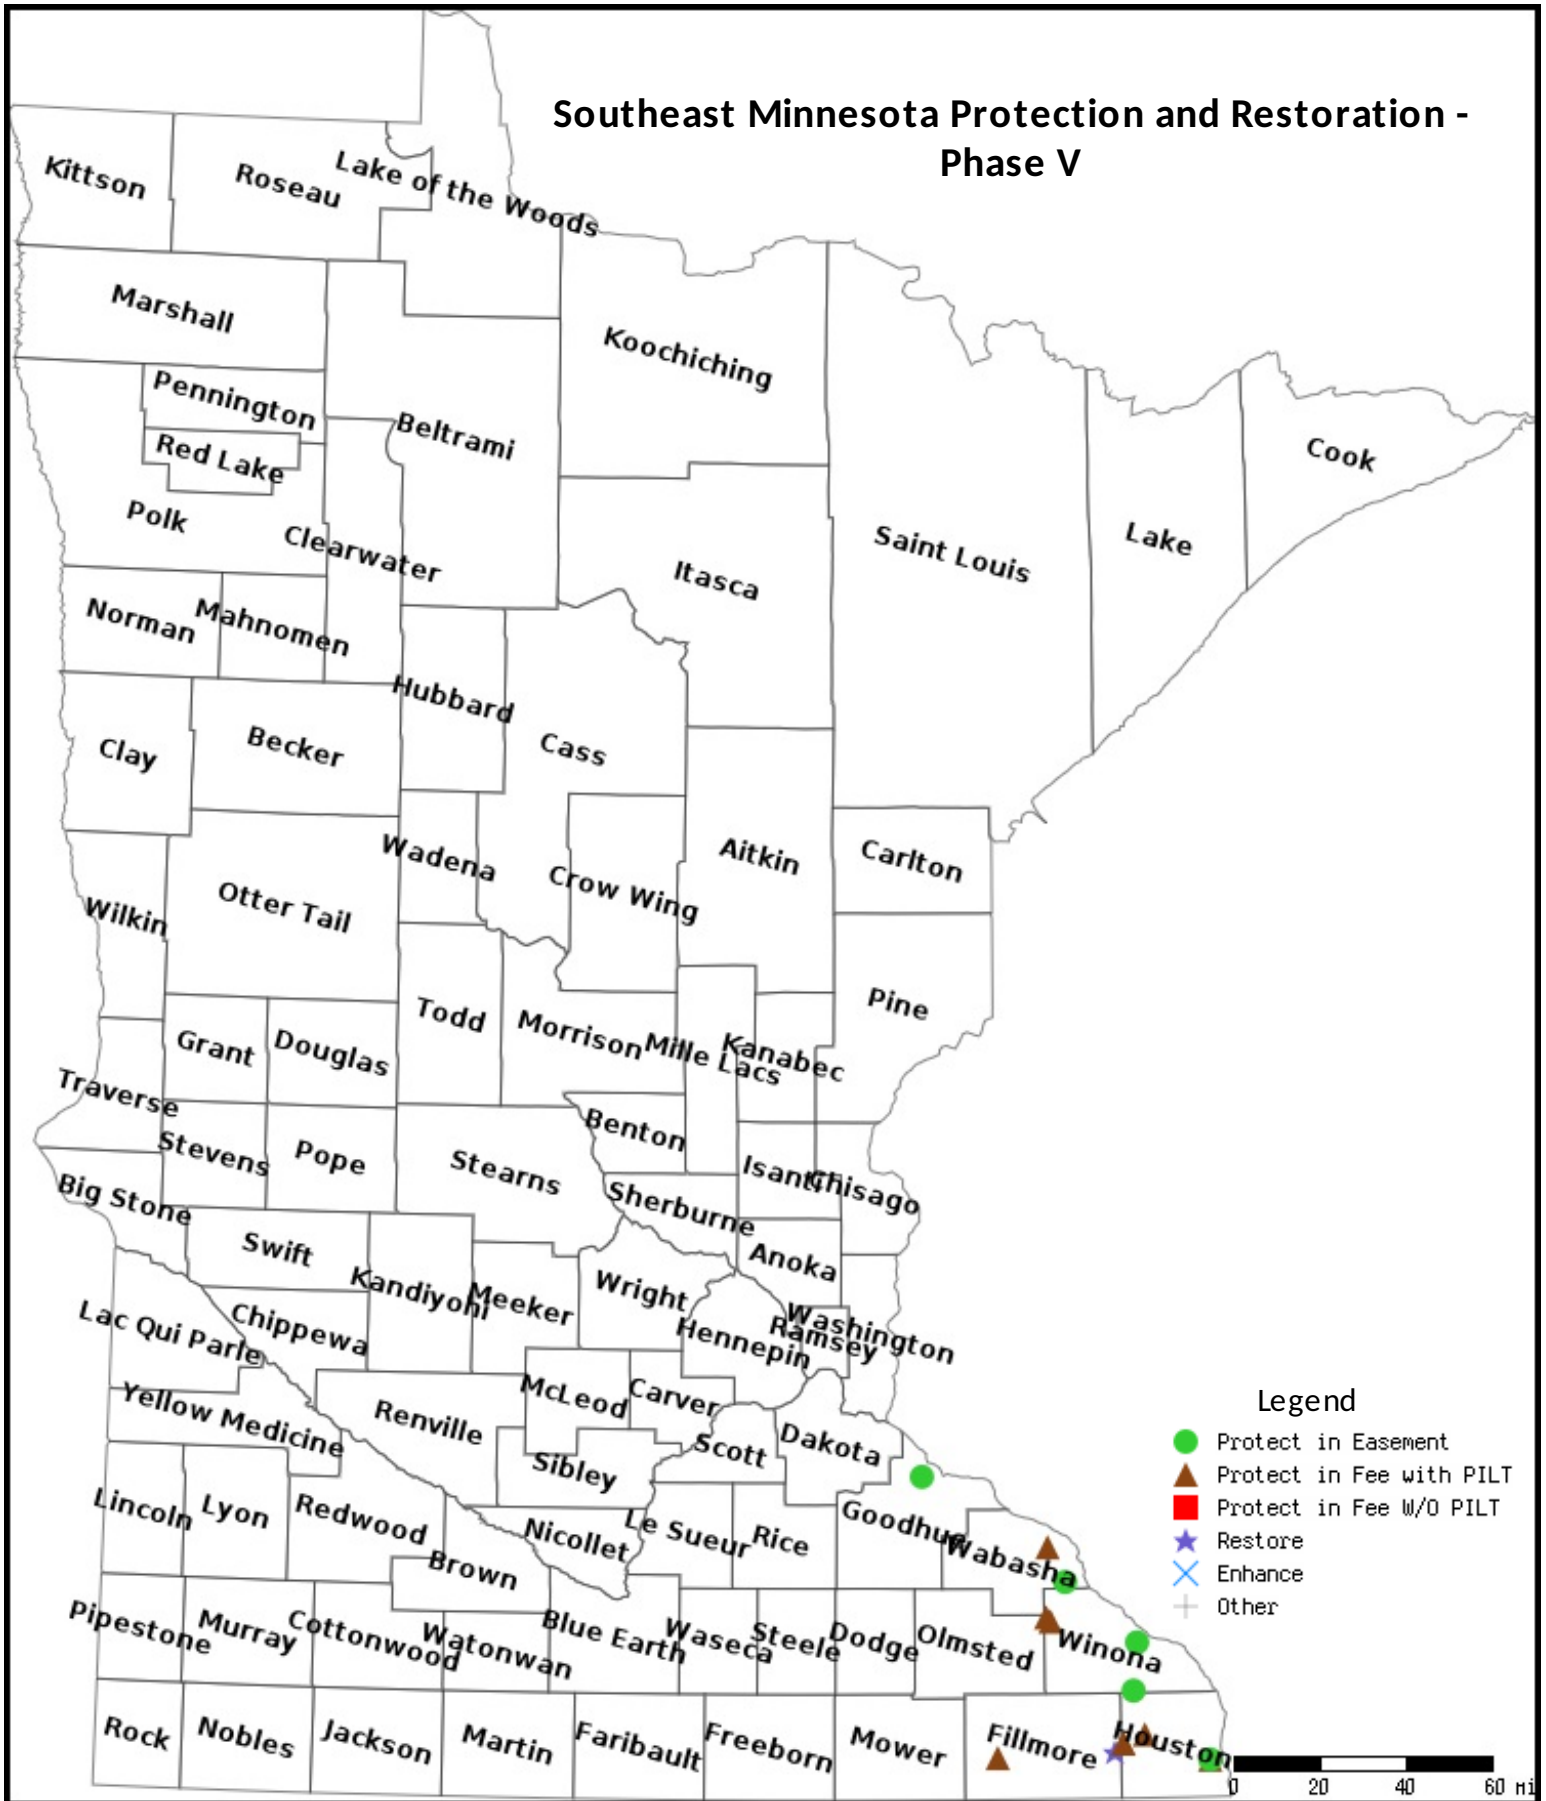 Southeast Minnesota Protection and Restoration -
Phase V
Kittson
Roseau
Lake of the Woods
Marshall
Koochiching
Pennington
Beltrami
Red Lake
Cook
Polk
Clearwater
Saint Louis
Lake
Itasca
Norman
Mahnomen
Hubbard
Clay
Becker
Cass
Wadena
Aitkin
Carlton
Otter Tail
Crow Wing
Wilkin
Todd
Pine
Grant
Douglas
Morrison
Mille Lacs
Kanabec
Traverse
Stevens
Pope
Stearns
Benton
Isanti
Chisago
Big Stone
Sherburne
Swift
Anoka
Kandiyohi
Meeker
Wright
Lac Qui Parle
Chippewa
Hennepin
Ramsey
Washington
McLeod
Carver
Yellow Medicine
Renville
Scott
Dakota
Sibley
Lincoln
Lyon
Redwood
Nicollet
Le Sueur
Rice
Goodhue
Wabasha
Brown
Pipestone
Murray
Cottonwood
Watonwan
Blue Earth
Waseca
Steele
Dodge
Olmsted
Winona
Rock
Nobles
Jackson
Martin
Faribault
Freeborn
Mower
Fillmore
Houston
Legend
Protect in Easement
Protect in Fee with PILT
Protect in Fee W/O PILT
Restore
Enhance
Other
0 20 40 60 mi